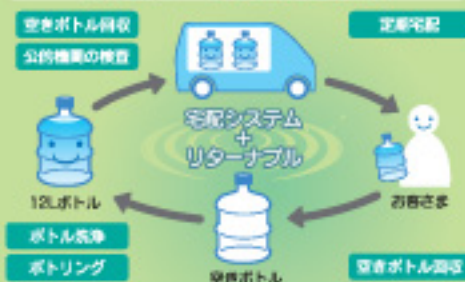 空きボトル回収
定期宅配
公的機関の検査
宅配システム
+
リターナブル
12Lボトル
お客さま
ボトル洗浄
ボトリング
空きボトル
空きボトル回収